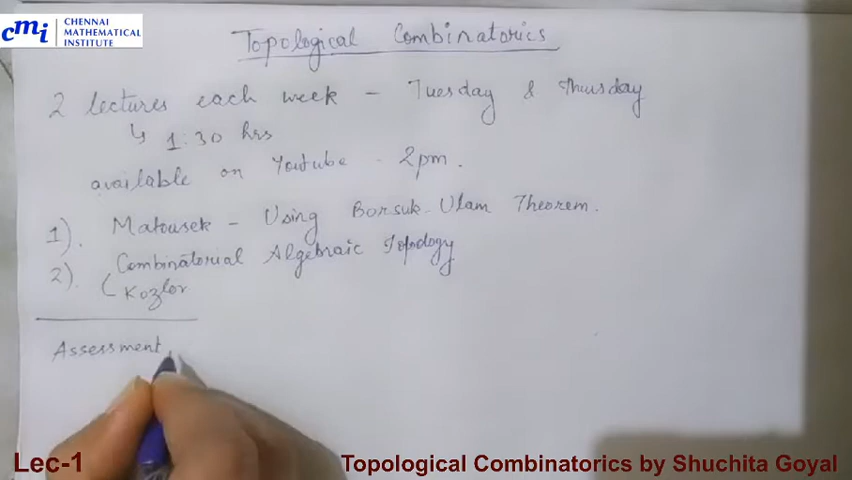 cmi
CHENNAI
MATHEMATICAL
INSTITUTE
Topological Combinatorics
2 lectures each week - Tuesday & Thursday
↳ 1:30 hrs
available on Youtube - 2pm.
1). Matousek - Using Borsuk-Ulam Theorem.
2). Combinatorial Algebraic Topology
(Kozlov
Assessment
Lec-1
Topological Combinatorics by Shuchita Goyal